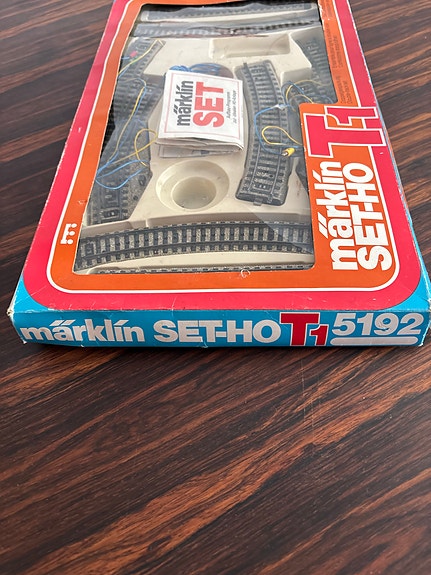 märklin
SET
märklin
SET-HO
T1
märklin SET-HO T1 5192